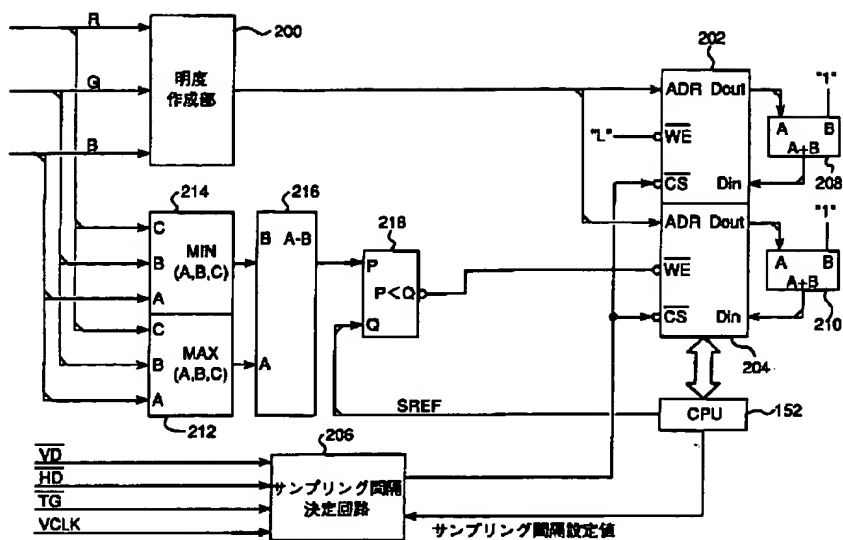 R
200
明度
作成部
G
B
202
ADR Dout
"1"
A B
A+B
208
"L"
WE
CS Din
214
C
B MIN
(A,B,C)
A
C
B MAX
(A,B,C)
A
212
216
B A-B
A
218
P
P<Q
Q
ADR Dout
"1"
A B
A+B
210
WE
CS Din
204
SREF
CPU
152
206
VD
HD
TG
VCLK
サンプリング間隔
決定回路
サンプリング間隔設定値